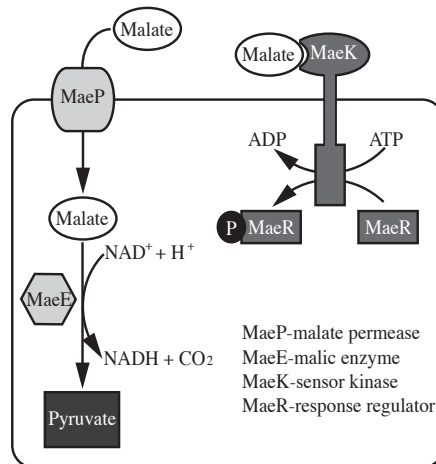 Malate
MaeP
Malate
NAD⁺ + H⁺
MaeE
NADH + CO₂
Pyruvate
Malate
MaeK
ADP
ATP
P
MaeR
MaeR
MaeP-malate permease
MaeE-malic enzyme
MaeK-sensor kinase
MaeR-response regulator